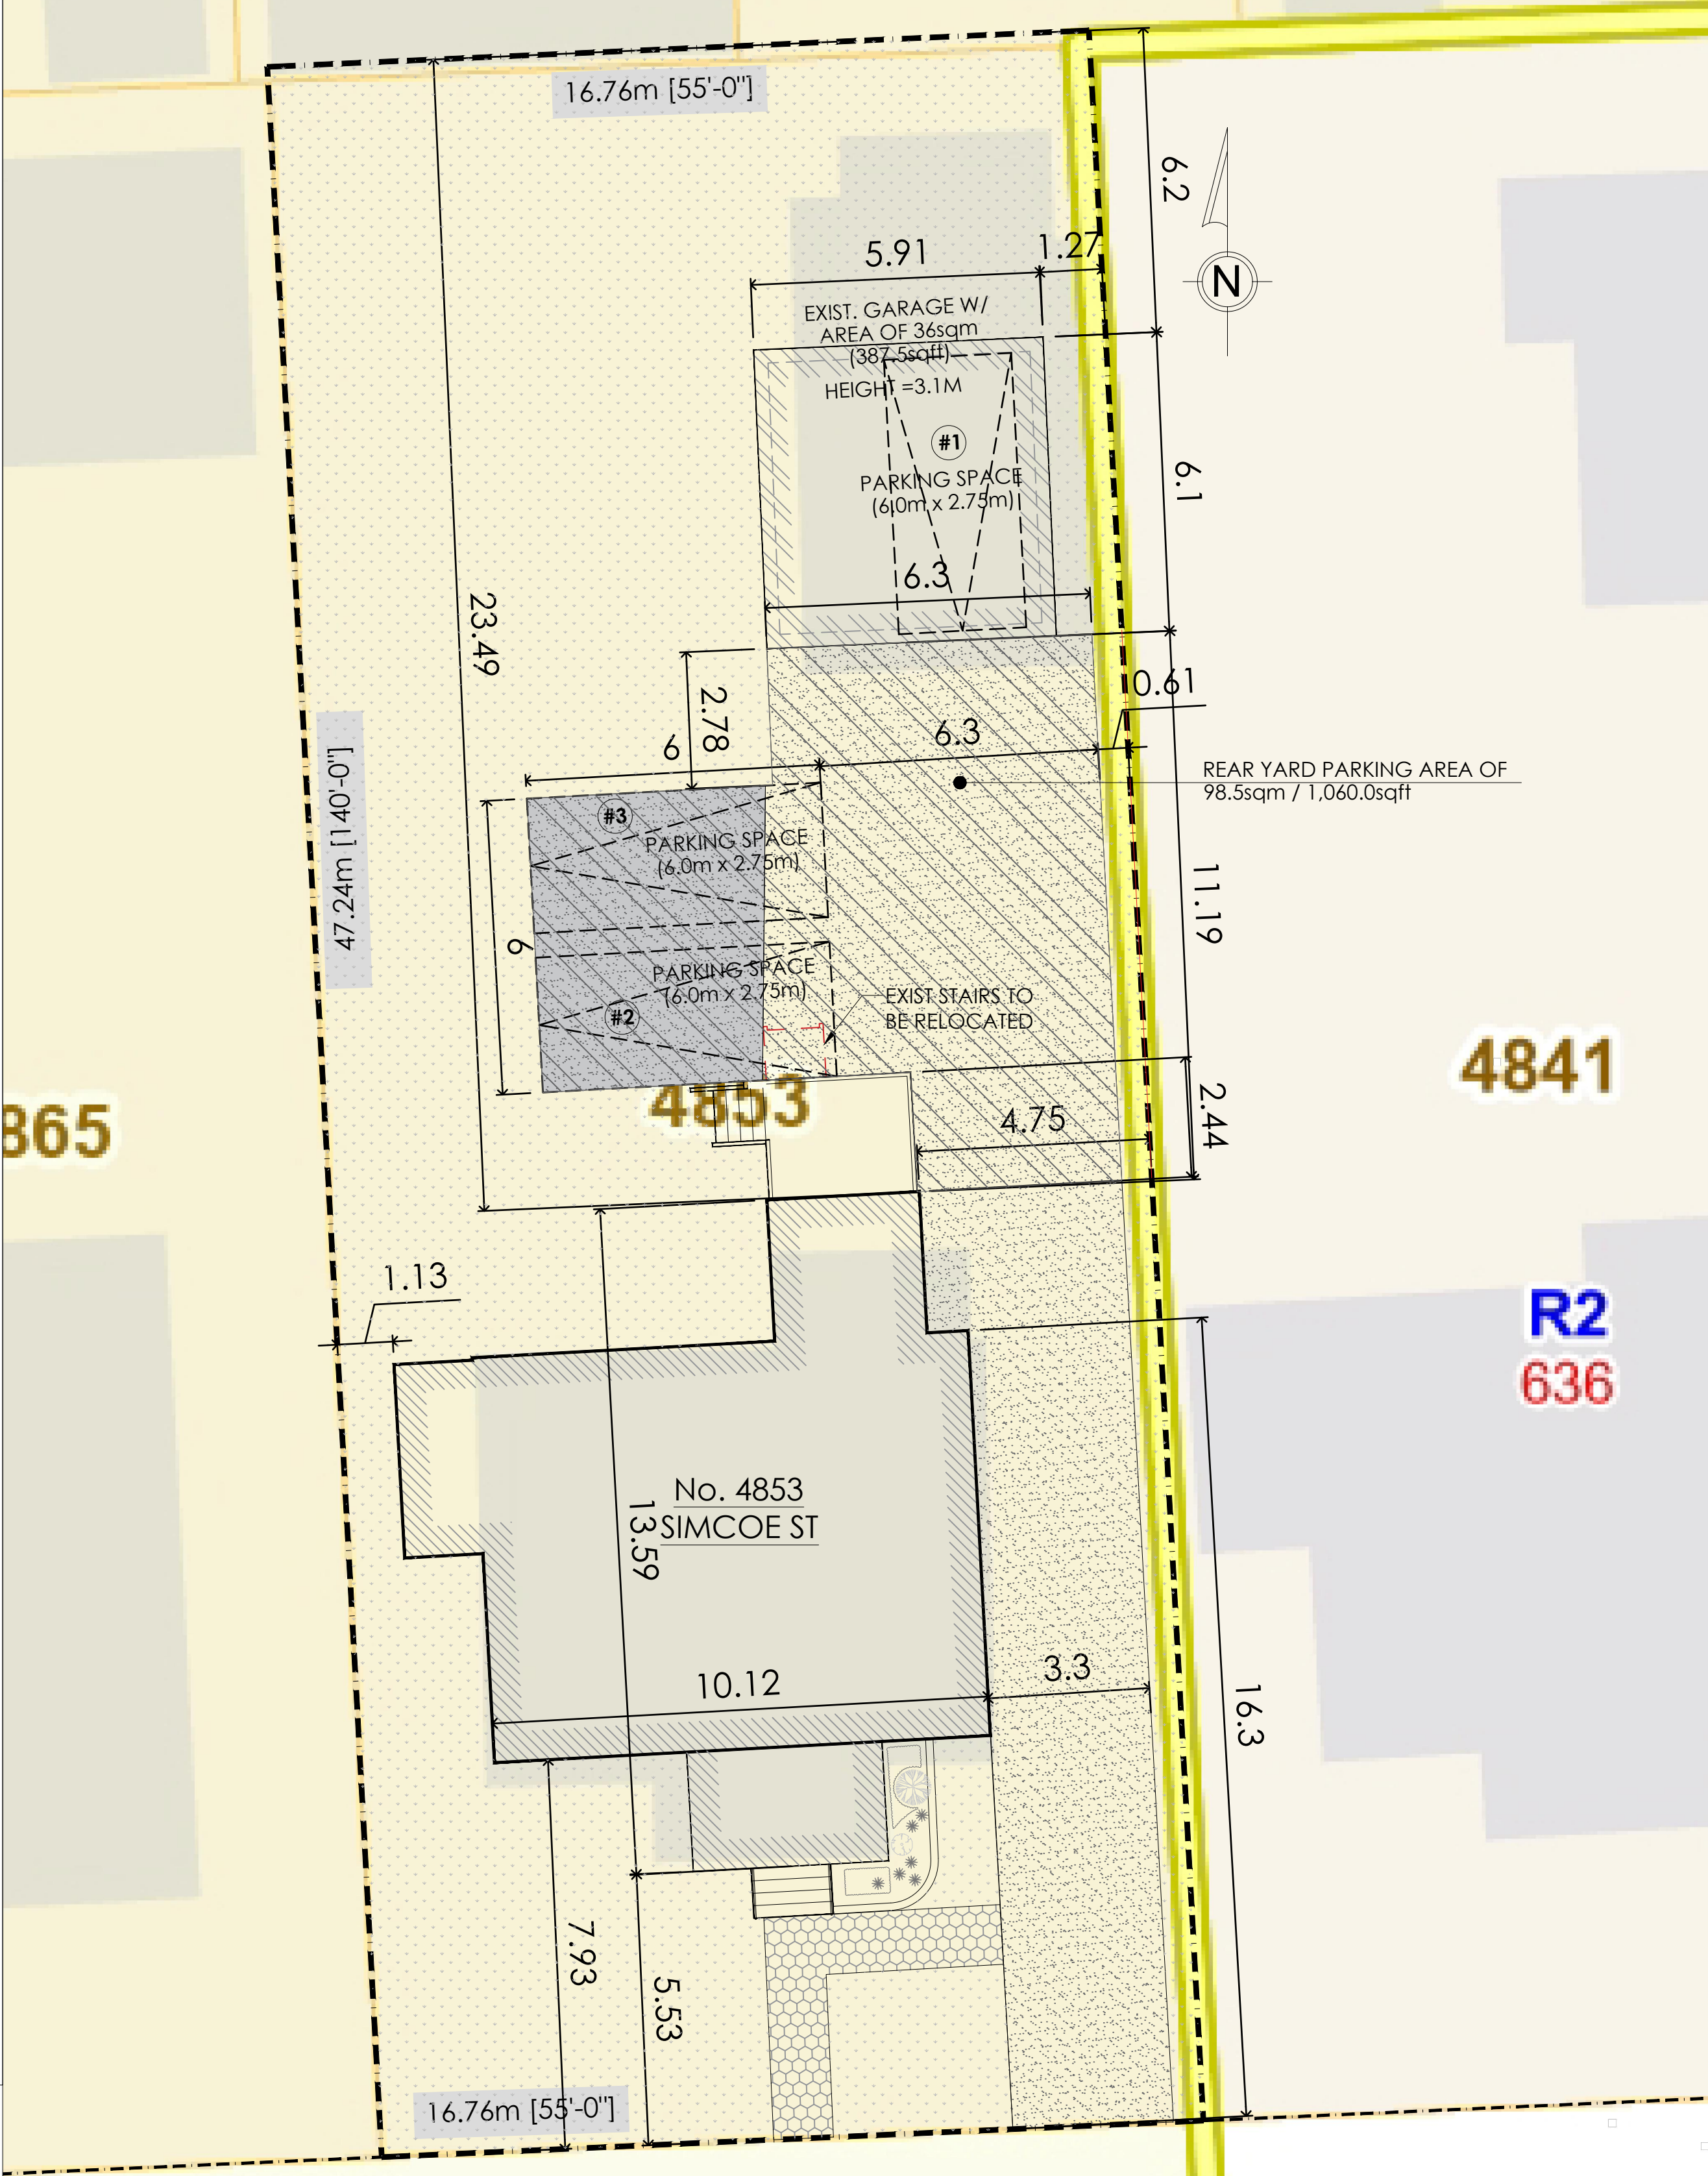 16.76m [55'-0"]
6.2
5.91
1.27
N
EXIST. GARAGE W/
AREA OF 36sqm
(387.5sqft)
HEIGHT =3.1M
#1
PARKING SPACE
(6.0m x 2.75m)
6.1
6.3
23.49
0.61
2.78
6
6.3
REAR YARD PARKING AREA OF
98.5sqm / 1,060.0sqft
47.24m [140'-0"]
#3
PARKING SPACE
(6.0m x 2.75m)
11.19
6
PARKING SPACE
(6.0m x 2.75m)
#2
EXIST STAIRS TO
BE RELOCATED
4841
4853
865
4.75
2.44
1.13
R2
636
No. 4853
SIMCOE ST
13.59
10.12
3.3
16.3
7.93
5.53
16.76m [55'-0"]